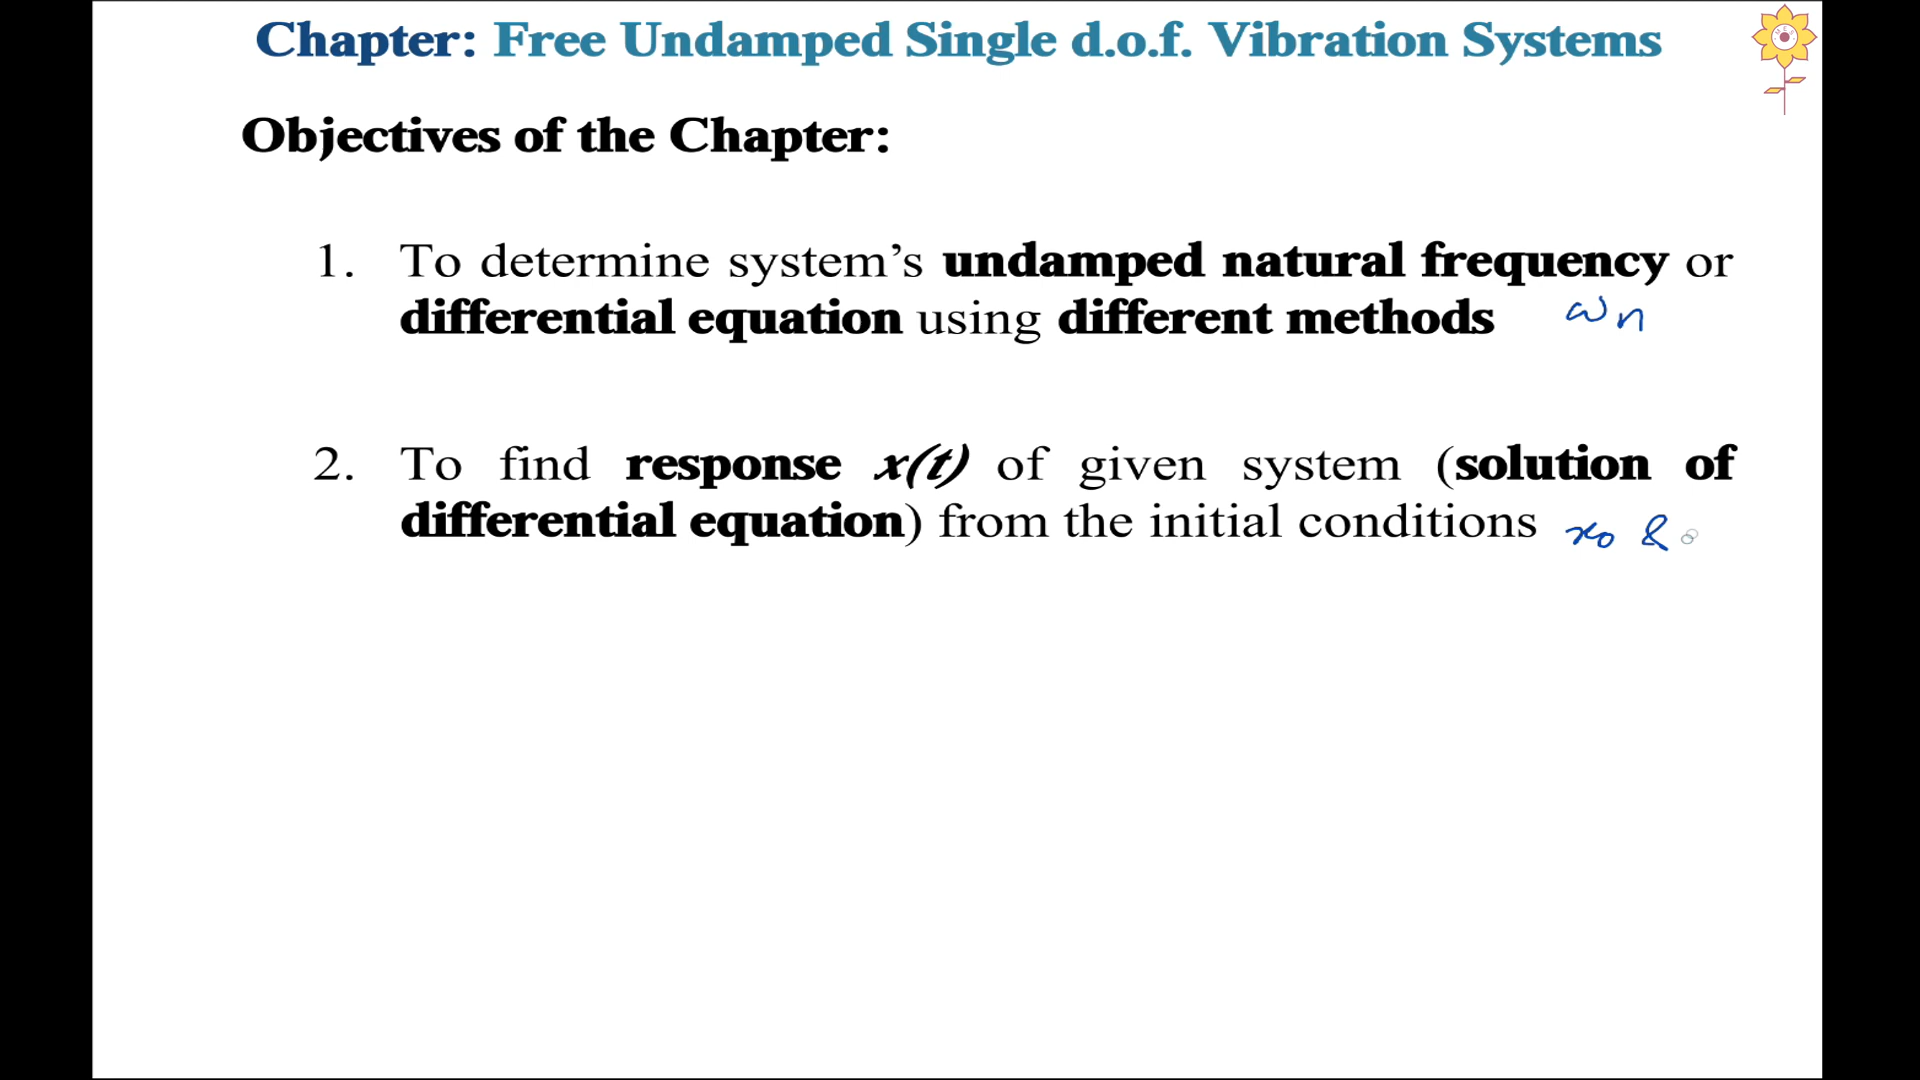 Chapter: Free Undamped Single d.o.f. Vibration Systems
Objectives of the Chapter:
1. To determine system’s undamped natural frequency or
differential equation using different methods ωn
2. To find response x(t) of given system (solution of
differential equation) from the initial conditions x0 &